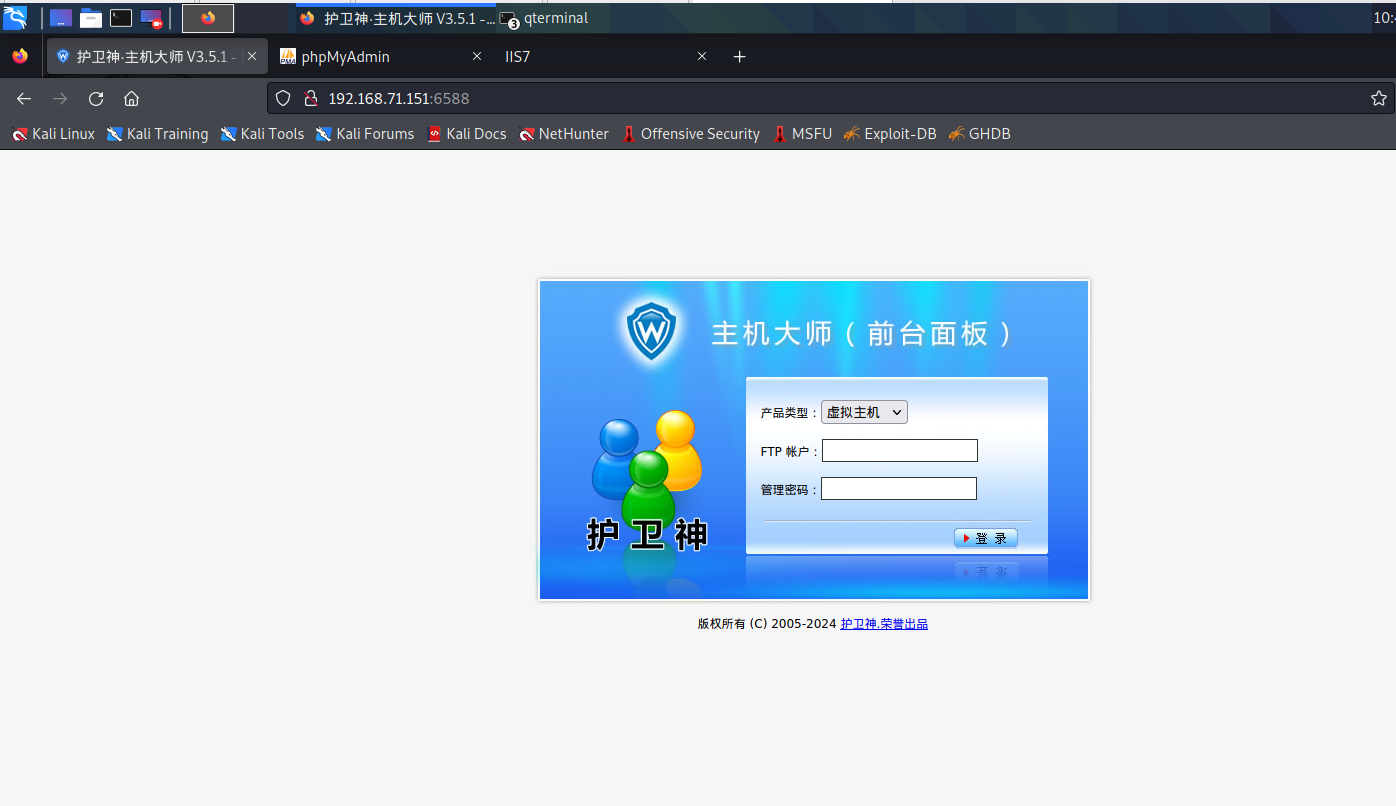 护卫神·主机大师 V3.5.1 -...
3
qterminal
10:
护卫神·主机大师 V3.5.1 -
phpMyAdmin
IIS7
192.168.71.151:6588
Kali Linux
Kali Training
Kali Tools
Kali Forums
Kali Docs
NetHunter
Offensive Security
MSFU
Exploit-DB
GHDB
W
主机大师（前台面板）
产品类型：虚拟主机
FTP 帐户：
管理密码：
登 录
护卫神
版权所有 (C) 2005-2024 护卫神.荣誉出品